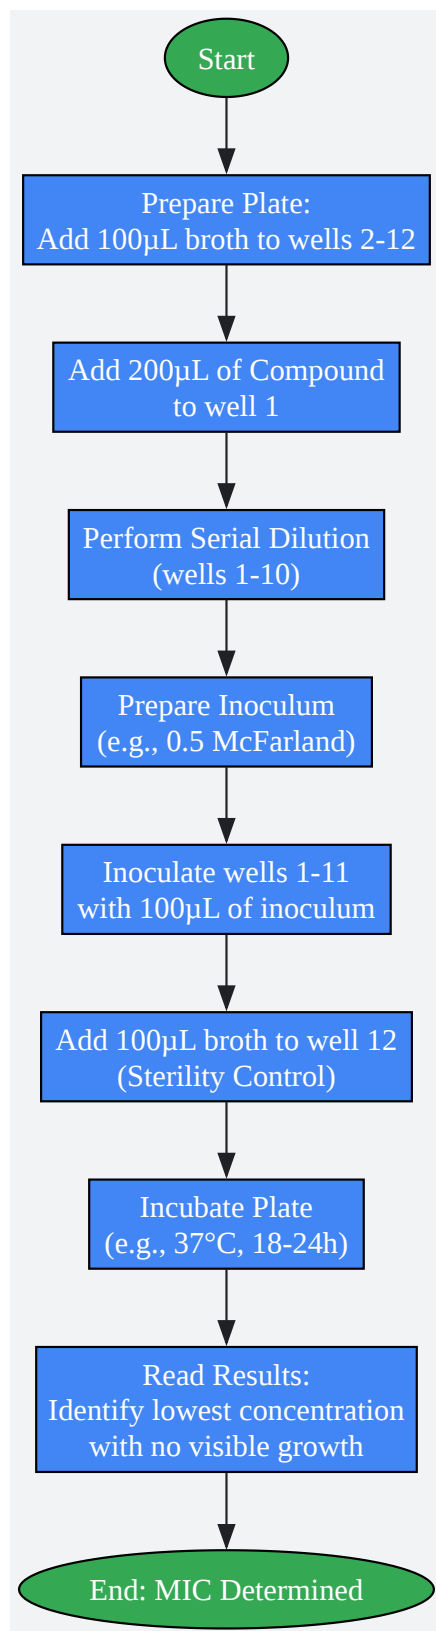 Start
Prepare Plate:
Add 100µL broth to wells 2-12
Add 200µL of Compound
to well 1
Perform Serial Dilution
(wells 1-10)
Prepare Inoculum
(e.g., 0.5 McFarland)
Inoculate wells 1-11
with 100µL of inoculum
Add 100µL broth to well 12
(Sterility Control)
Incubate Plate
(e.g., 37°C, 18-24h)
Read Results:
Identify lowest concentration
with no visible growth
End: MIC Determined